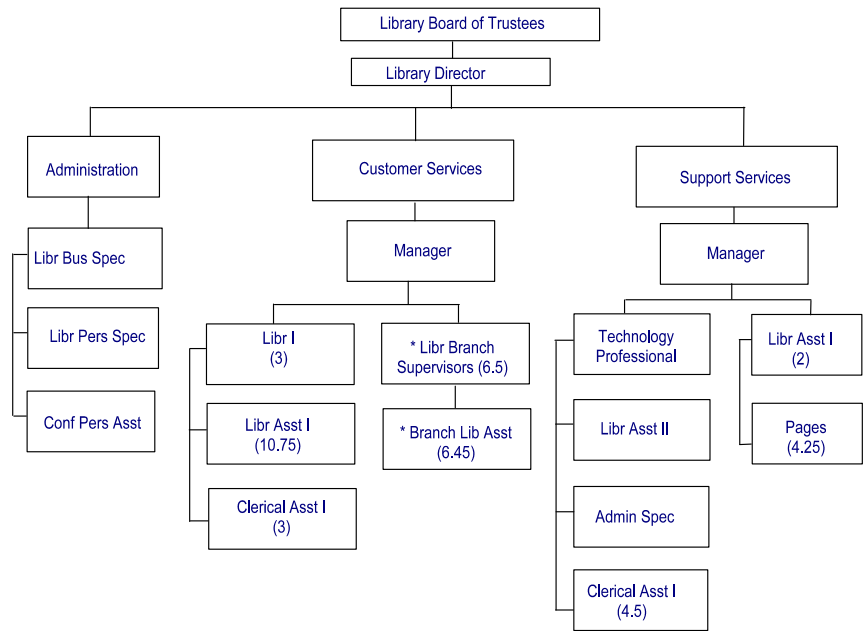 Library Board of Trustees
Library Director
Administration
Customer Services
Support Services
Libr Bus Spec
Manager
Manager
Libr Pers Spec
Libr I
(3)
* Libr Branch
Supervisors (6.5)
Technology
Professional
Libr Asst I
(2)
Conf Pers Asst
Libr Asst I
(10.75)
* Branch Lib Asst
(6.45)
Libr Asst II
Pages
(4.25)
Clerical Asst I
(3)
Admin Spec
Clerical Asst I
(4.5)